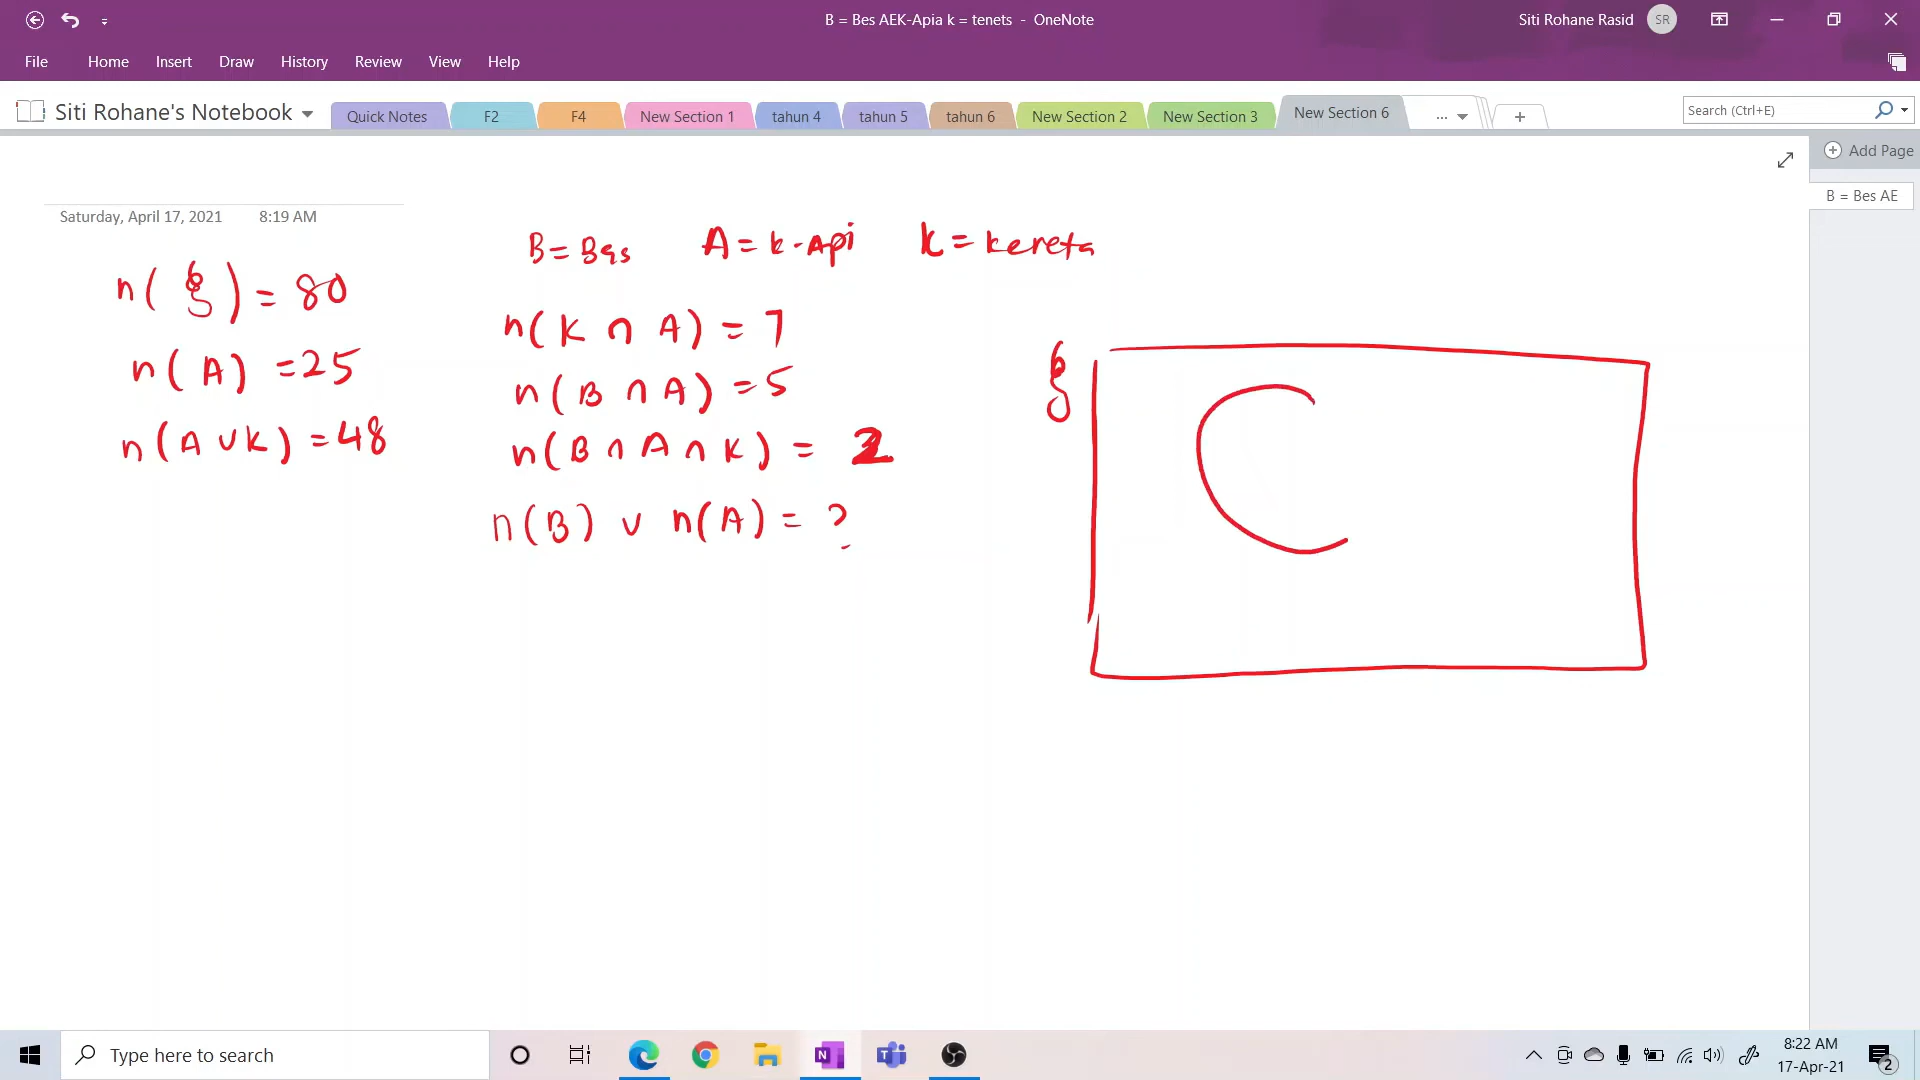 B = Bes AEK-Apia k = tenets - OneNote
Siti Rohane Rasid SR
File Home Insert Draw History Review View Help
Siti Rohane's Notebook Quick Notes F2 F4 New Section 1 tahun 4 tahun 5 tahun 6 New Section 2 New Section 3 New Section 6 ... + Search (Ctrl+E)
Add Page
B = Bes AE
Saturday, April 17, 2021 8:19 AM
B = Bas A = k-Api k = kereta
n(ξ) = 80
n(A) = 25
n(A ∪ K) = 48
n(K ∩ A) = 7
n(B ∩ A) = 5
n(B ∩ A ∩ K) = 2
n(B) ∪ n(A) = ?
ξ
Type here to search
8:22 AM
17-Apr-21
2